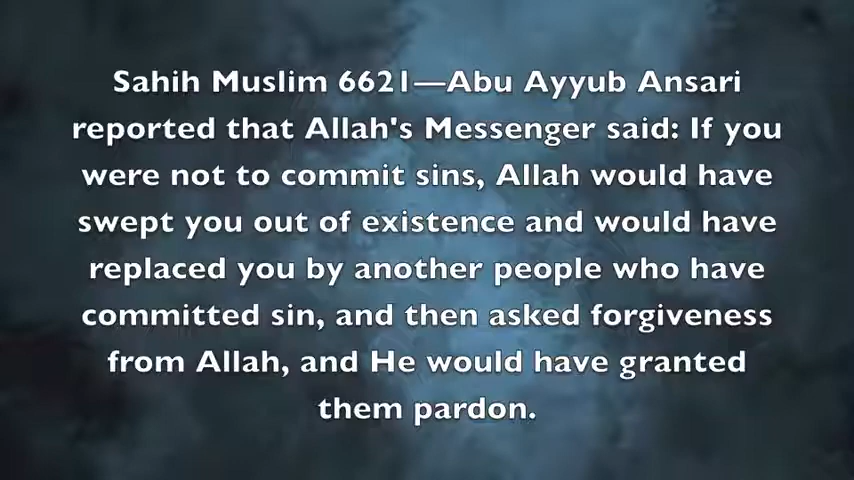 Sahih Muslim 6621—Abu Ayyub Ansari
reported that Allah's Messenger said: If you
were not to commit sins, Allah would have
swept you out of existence and would have
replaced you by another people who have
committed sin, and then asked forgiveness
from Allah, and He would have granted
them pardon.